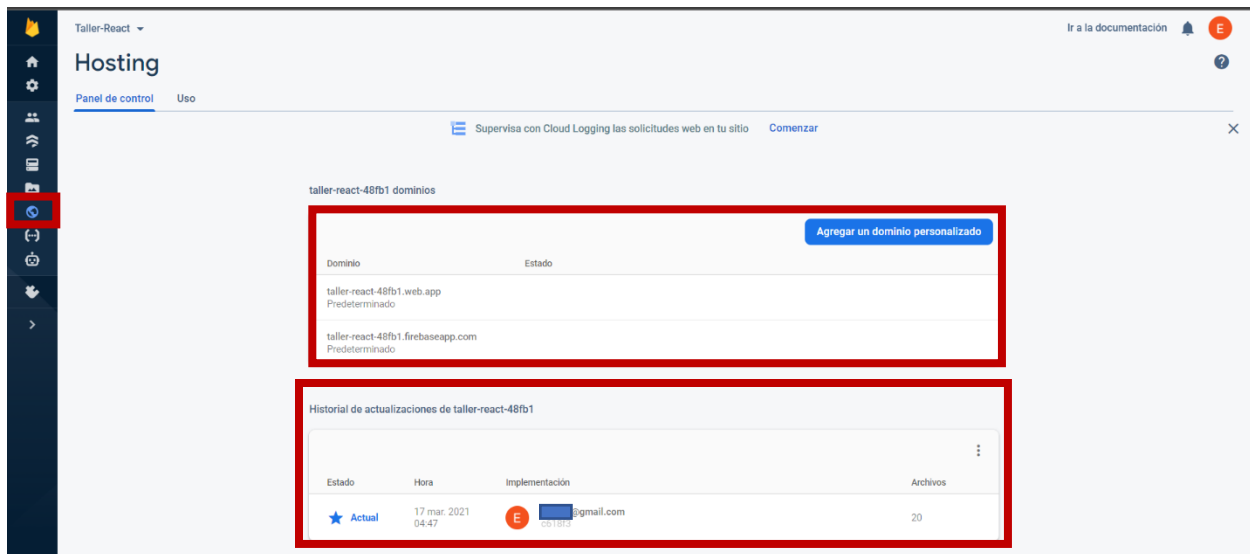 Taller-React
Ir a la documentación
E
Hosting
Panel de control Uso
Supervisa con Cloud Logging las solicitudes web en tu sitio Comenzar
taller-react-48fb1 dominios
Agregar un dominio personalizado
Dominio Estado
taller-react-48fb1.web.app
Predeterminado
taller-react-48fb1.firebaseapp.com
Predeterminado
Historial de actualizaciones de taller-react-48fb1
Estado Hora Implementación Archivos
Actual 17 mar. 2021 E @gmail.com 20
04:47 c618f3